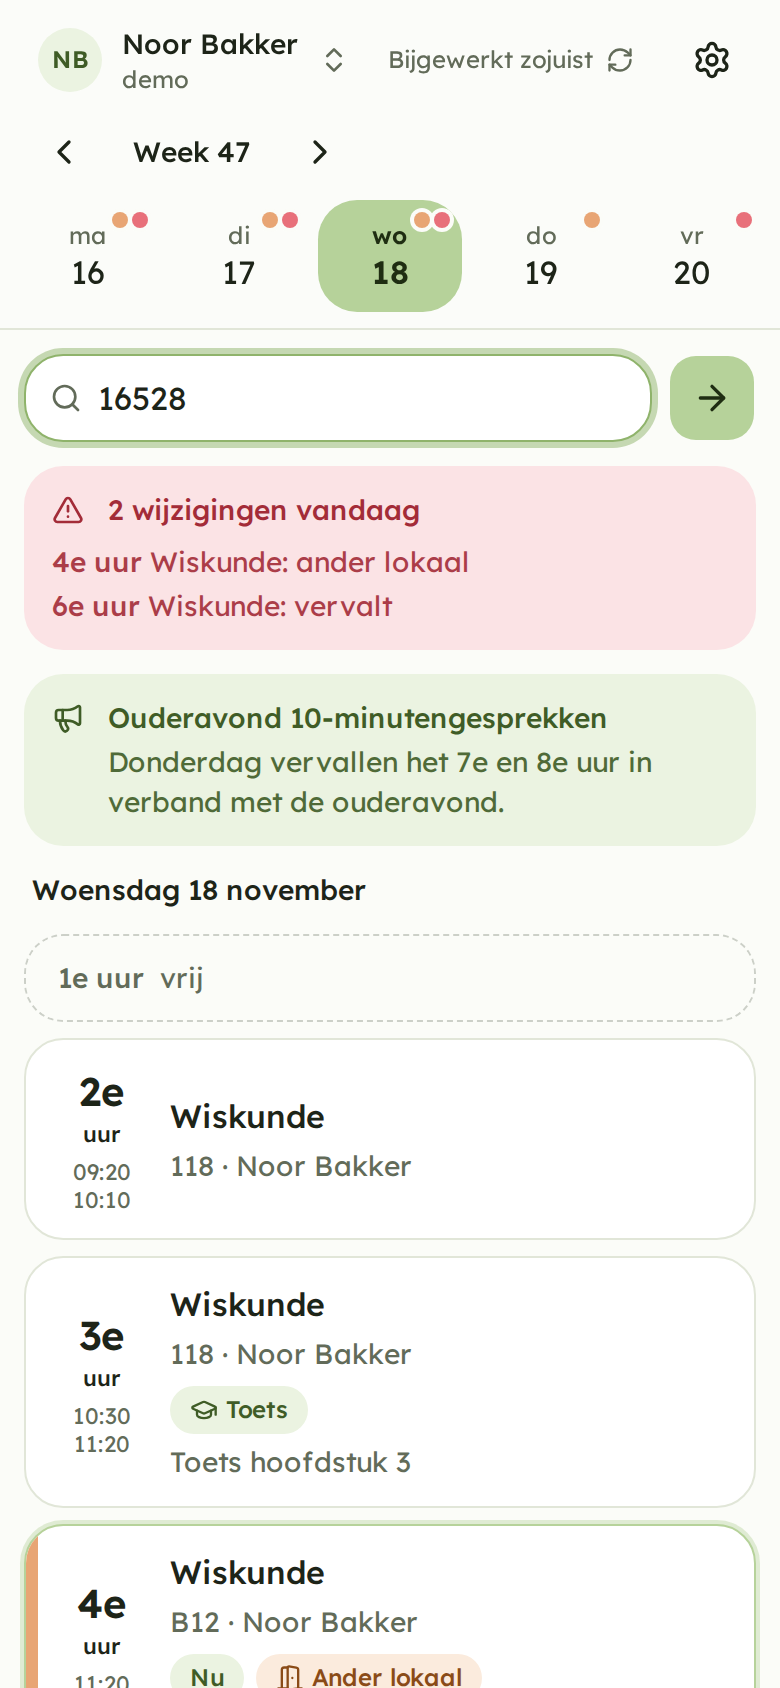 NB
Noor Bakker
demo
Bijgewerkt zojuist
Week 47
ma
16
di
17
wo
18
do
19
vr
20
16528
2 wijzigingen vandaag
4e uur Wiskunde: ander lokaal
6e uur Wiskunde: vervalt
Ouderavond 10-minutengesprekken
Donderdag vervallen het 7e en 8e uur in
verband met de ouderavond.
Woensdag 18 november
1e uur vrij
2e
uur
09:20
10:10
Wiskunde
118 · Noor Bakker
3e
uur
10:30
11:20
Wiskunde
118 · Noor Bakker
Toets
Toets hoofdstuk 3
4e
uur
11:20
Wiskunde
B12 · Noor Bakker
Nu
Ander lokaal